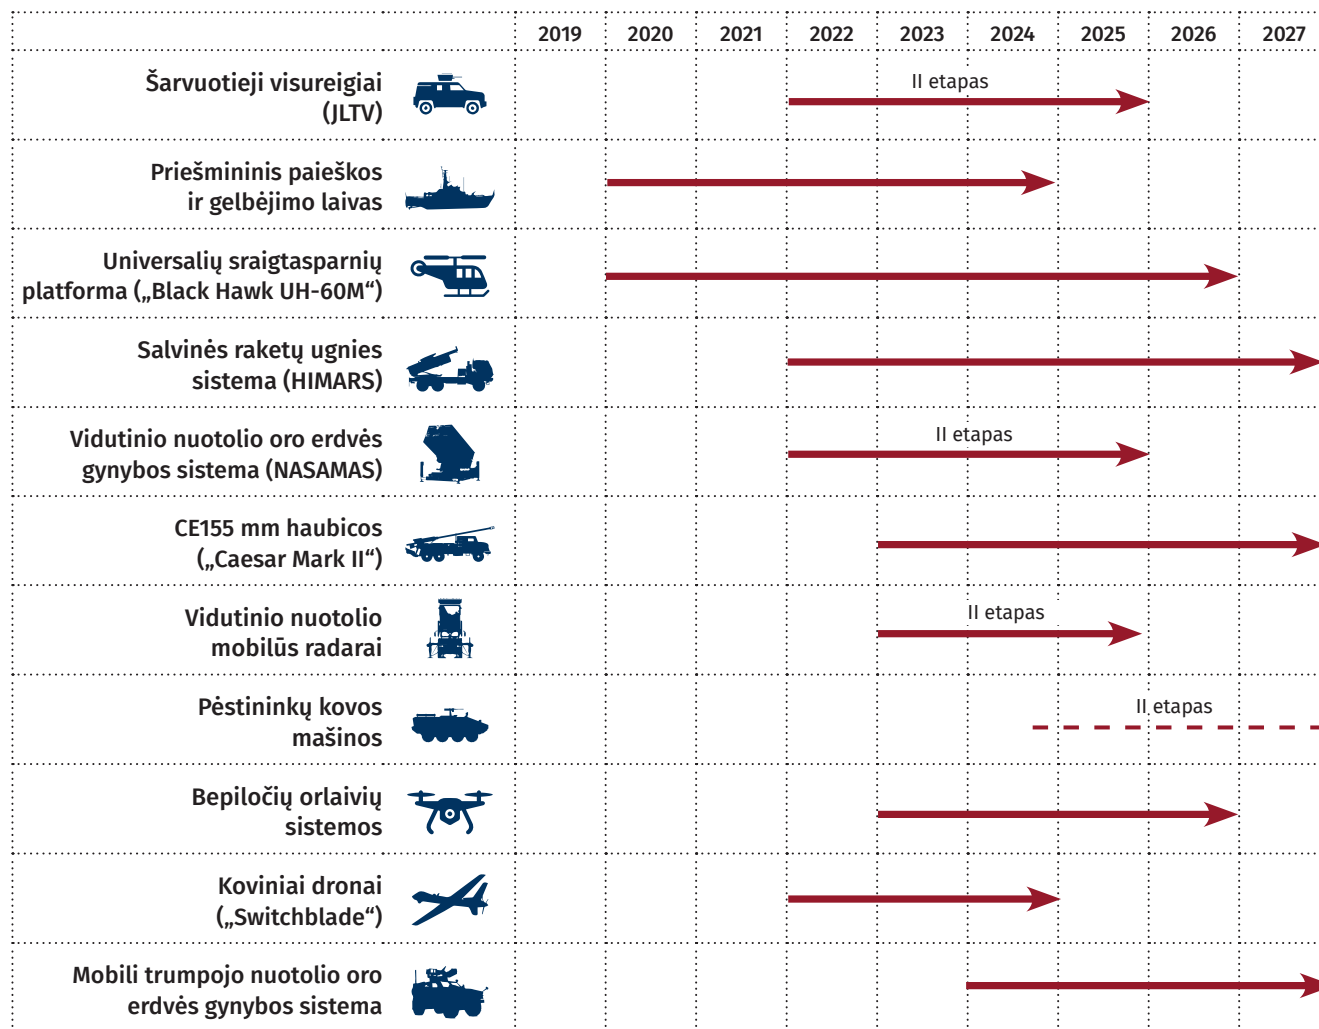 2019 2020 2021 2022 2023 2024 2025 2026 2027
Šarvuotieji visureigiai
(JLTV)
II etapas
Priešmininis paieškos
ir gelbėjimo laivas
Universalių sraigtasparnių
platforma („Black Hawk UH-60M“)
Salvinės raketų ugnies
sistema (HIMARS)
Vidutinio nuotolio oro erdvės
gynybos sistema (NASAMAS)
II etapas
CE155 mm haubicos
(„Caesar Mark II“)
Vidutinio nuotolio
mobilūs radarai
II etapas
Pėstininkų kovos
mašinos
II etapas
Bepiločių orlaivių
sistemos
Koviniai dronai
(„Switchblade“)
Mobili trumpojo nuotolio oro
erdvės gynybos sistema